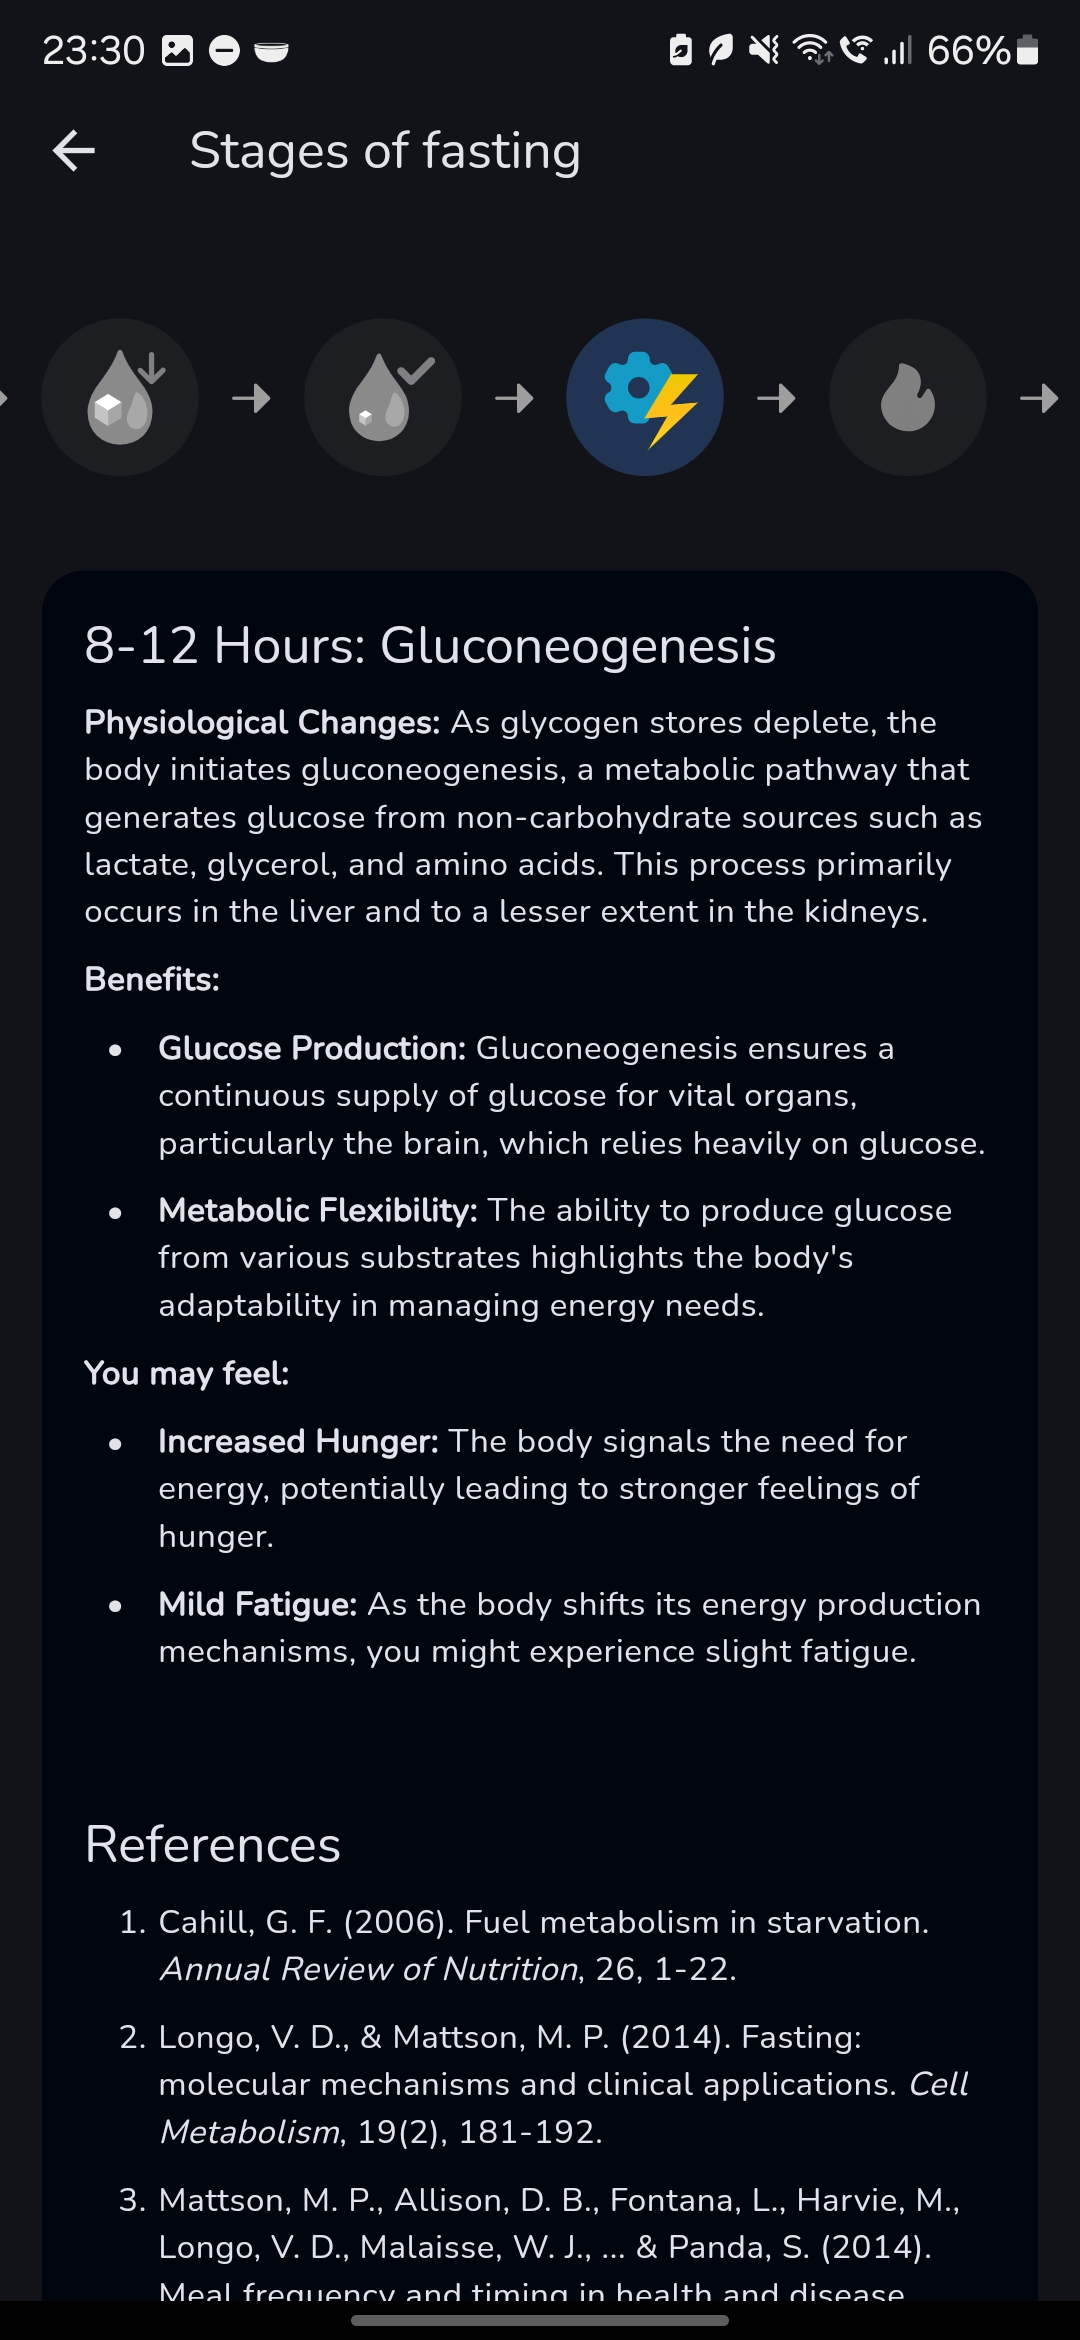 23:30
66%
Stages of fasting
8-12 Hours: Gluconeogenesis
Physiological Changes: As glycogen stores deplete, the
body initiates gluconeogenesis, a metabolic pathway that
generates glucose from non-carbohydrate sources such as
lactate, glycerol, and amino acids. This process primarily
occurs in the liver and to a lesser extent in the kidneys.
Benefits:
• Glucose Production: Gluconeogenesis ensures a
continuous supply of glucose for vital organs,
particularly the brain, which relies heavily on glucose.
• Metabolic Flexibility: The ability to produce glucose
from various substrates highlights the body's
adaptability in managing energy needs.
You may feel:
• Increased Hunger: The body signals the need for
energy, potentially leading to stronger feelings of
hunger.
• Mild Fatigue: As the body shifts its energy production
mechanisms, you might experience slight fatigue.
References
1. Cahill, G. F. (2006). Fuel metabolism in starvation.
Annual Review of Nutrition, 26, 1-22.
2. Longo, V. D., & Mattson, M. P. (2014). Fasting:
molecular mechanisms and clinical applications. Cell
Metabolism, 19(2), 181-192.
3. Mattson, M. P., Allison, D. B., Fontana, L., Harvie, M.,
Longo, V. D., Malaisse, W. J., ... & Panda, S. (2014).
Meal frequency and timing in health and disease